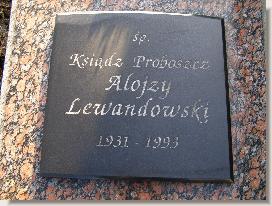 śp.
Ksiądz Proboszcz
Alojzy
Lewandowski
1931 - 1993